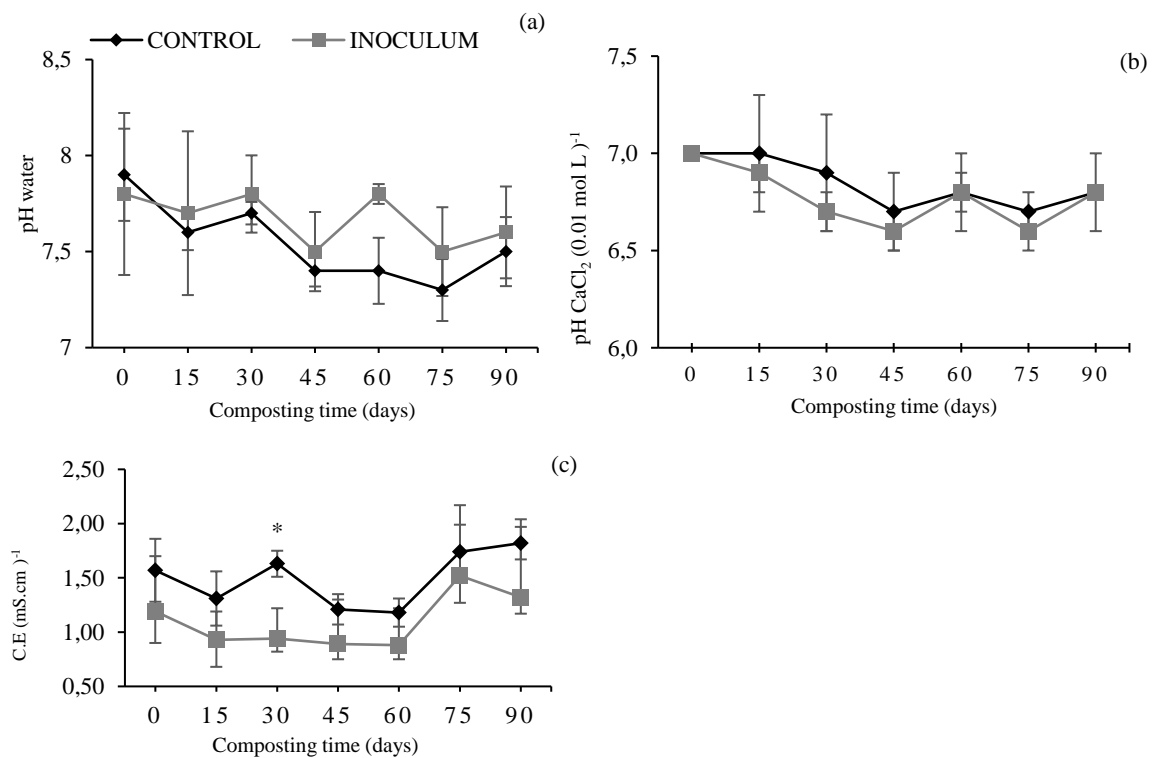 (a)
CONTROL INOCULUM
8,5
8
7,5
7
pH water
0 15 30 45 60 75 90
Composting time (days)
(b)
7,5
7,0
6,5
6,0
pH CaCl₂ (0.01 mol L )⁻¹
0 15 30 45 60 75 90
Composting time (days)
(c)
2,50
2,00
1,50
1,00
0,50
C.E (mS.cm )⁻¹
*
0 15 30 45 60 75 90
Composting time (days)